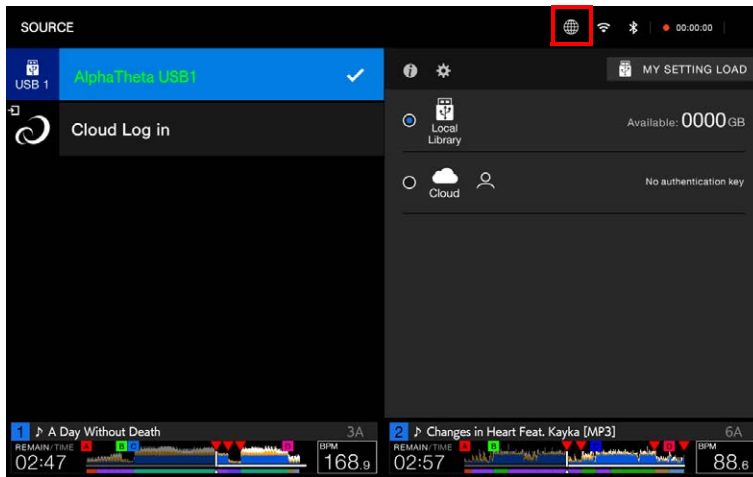 SOURCE
00:00:00
USB 1
AlphaTheta USB1
MY SETTING LOAD
Cloud Log in
Local
Library
Available: 0000 GB
Cloud
No authentication key
1 ♪ A Day Without Death 3A
REMAIN/TIME A B C D BPM
02:47 168.9
2 ♪ Changes in Heart Feat. Kayka [MP3] 6A
REMAIN/TIME A B C D BPM
02:57 88.6